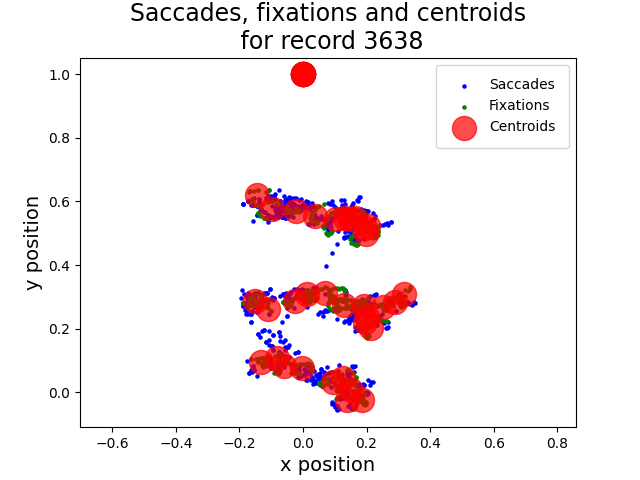 Saccades, fixations and centroids
for record 3638
Saccades
Fixations
Centroids
1.0
0.8
0.6
0.4
0.2
0.0
y position
−0.6 −0.4 −0.2 0.0 0.2 0.4 0.6 0.8
x position